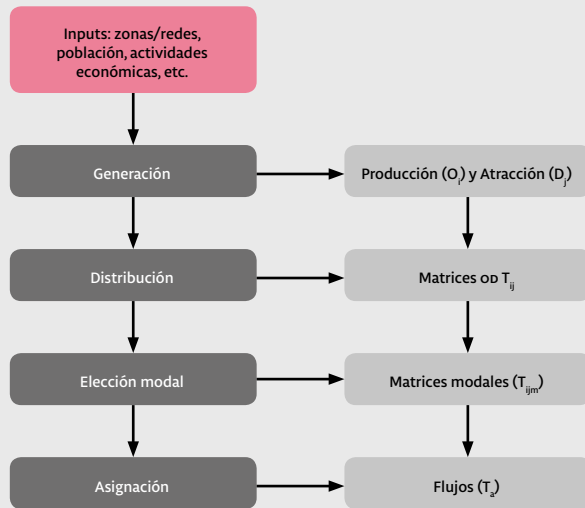 Inputs: zonas/redes,
población, actividades
económicas, etc.
Generación
Producción (Oi) y Atracción (Dj)
Distribución
Matrices OD Tij
Elección modal
Matrices modales (Tijm)
Asignación
Flujos (Ta)